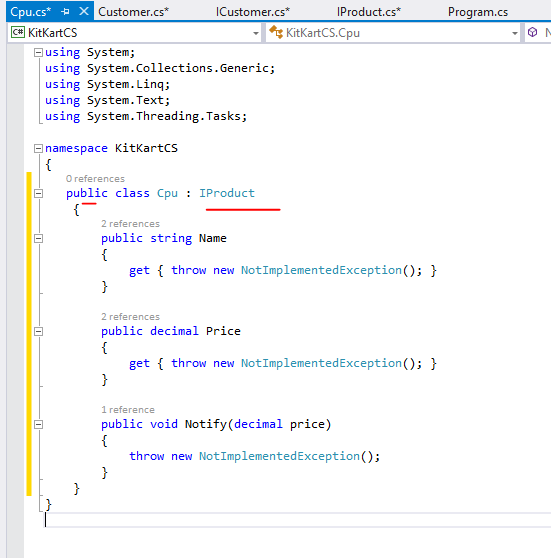 Cpu.cs*
Customer.cs*
ICustomer.cs*
IProduct.cs*
Program.cs
C# KitKartCS
KitKartCS.Cpu
N
using System;
using System.Collections.Generic;
using System.Linq;
using System.Text;
using System.Threading.Tasks;
namespace KitKartCS
{
0 references
public class Cpu : IProduct
{
2 references
public string Name
{
get { throw new NotImplementedException(); }
}
2 references
public decimal Price
{
get { throw new NotImplementedException(); }
}
1 reference
public void Notify(decimal price)
{
throw new NotImplementedException();
}
}
}